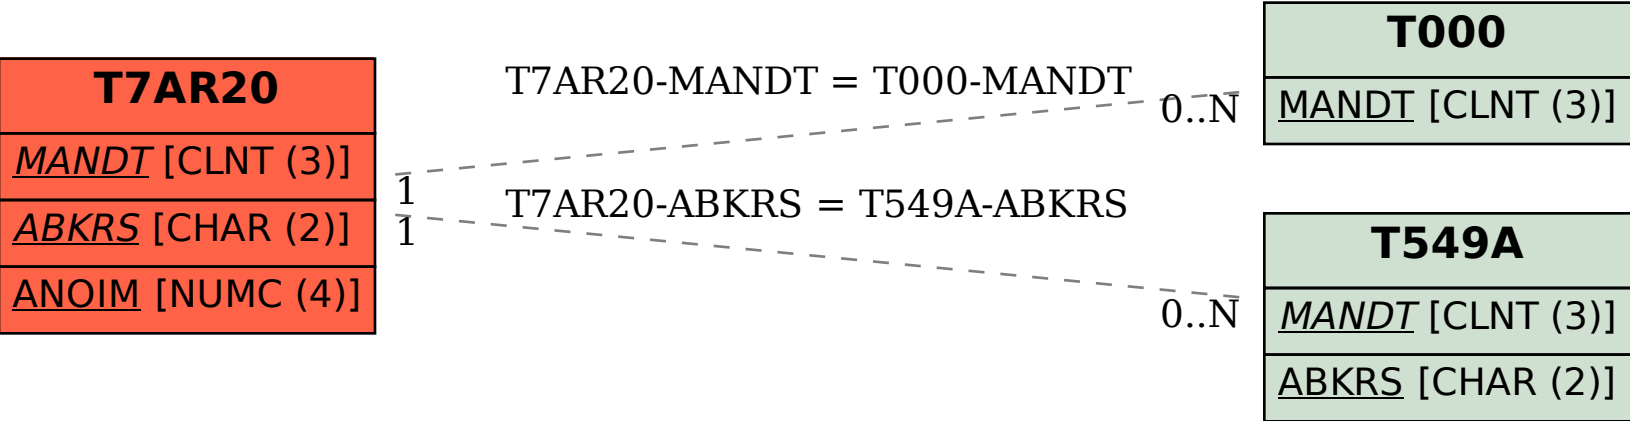 T7AR20
MANDT [CLNT (3)]
ABKRS [CHAR (2)]
ANOIM [NUMC (4)]
T7AR20-MANDT = T000-MANDT
1
0..N
T7AR20-ABKRS = T549A-ABKRS
1
0..N
T000
MANDT [CLNT (3)]
T549A
MANDT [CLNT (3)]
ABKRS [CHAR (2)]